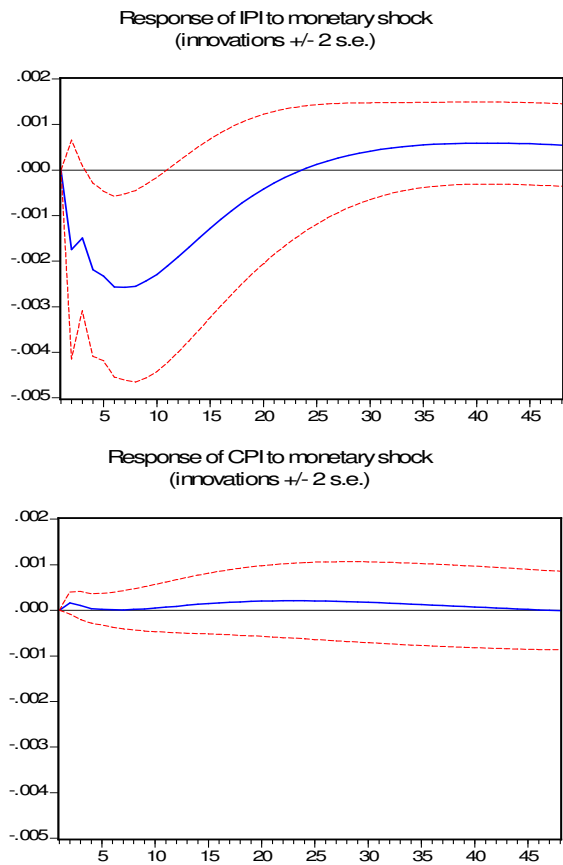 Response of IPI to monetary shock
(innovations +/- 2 s.e.)
.002
.001
.000
-.001
-.002
-.003
-.004
-.005
5 10 15 20 25 30 35 40 45
Response of CPI to monetary shock
(innovations +/- 2 s.e.)
.002
.001
.000
-.001
-.002
-.003
-.004
-.005
5 10 15 20 25 30 35 40 45